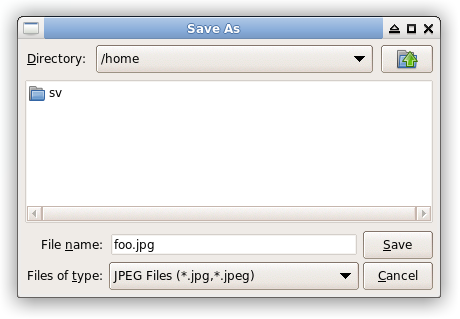 Save As
Directory: /home
sv
File name: foo.jpg Save
Files of type: JPEG Files (*.jpg,*.jpeg) Cancel